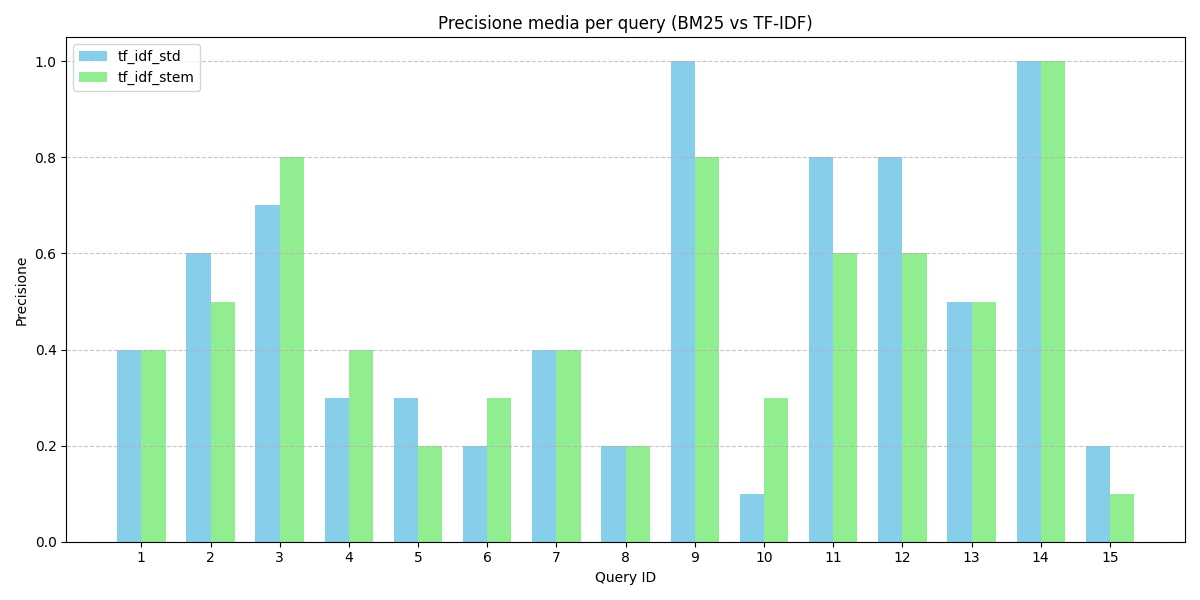 Precisione media per query (BM25 vs TF-IDF)
tf_idf_std
tf_idf_stem
Precisione
1.0
0.8
0.6
0.4
0.2
0.0
1 2 3 4 5 6 7 8 9 10 11 12 13 14 15
Query ID